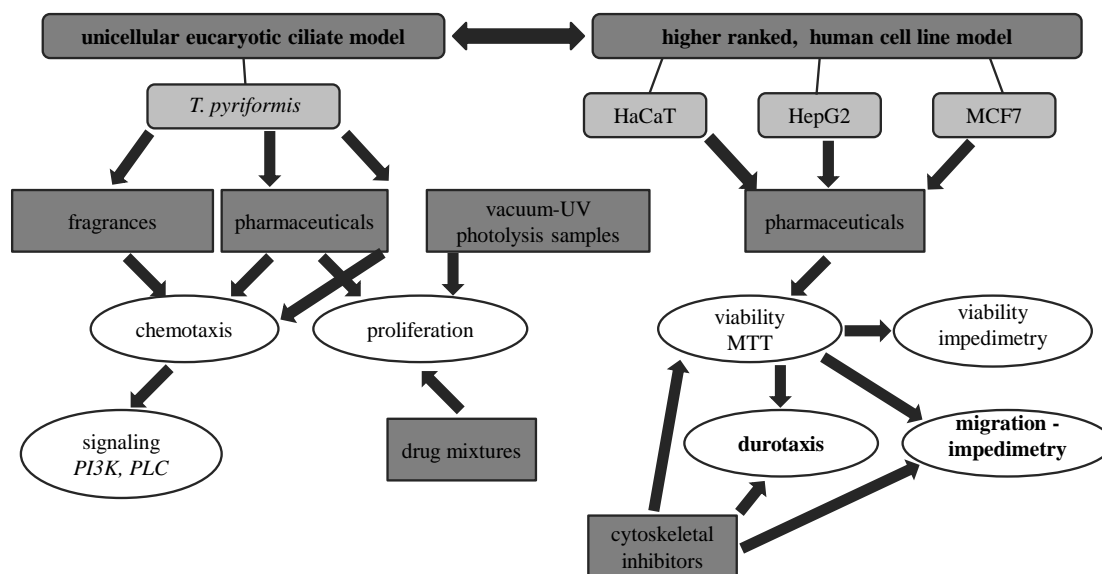 unicellular eucaryotic ciliate model
higher ranked, human cell line model
T. pyriformis
HaCaT
HepG2
MCF7
fragrances
pharmaceuticals
vacuum-UV
photolysis samples
pharmaceuticals
chemotaxis
proliferation
viability
MTT
viability
impedimetry
signaling
PI3K, PLC
drug mixtures
durotaxis
migration -
impedimetry
cytoskeletal
inhibitors